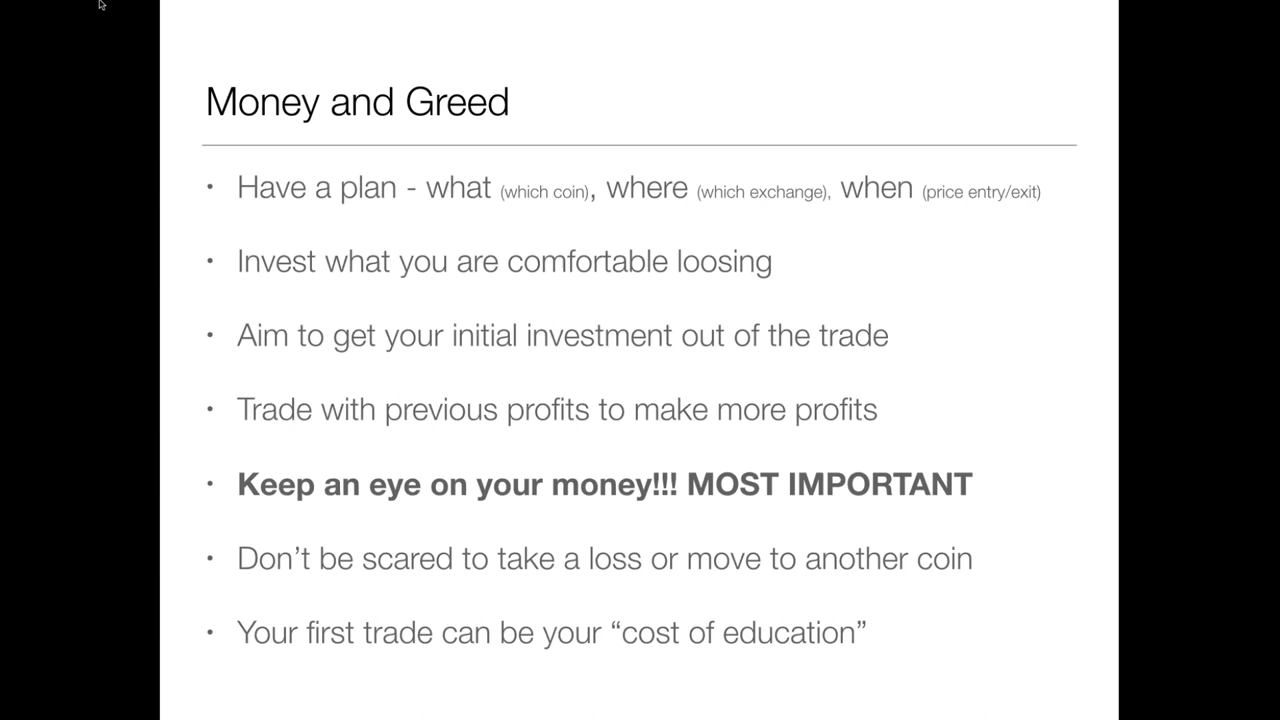 Money and Greed
• Have a plan - what (which coin), where (which exchange), when (price entry/exit)
• Invest what you are comfortable loosing
• Aim to get your initial investment out of the trade
• Trade with previous profits to make more profits
• Keep an eye on your money!!! MOST IMPORTANT
• Don’t be scared to take a loss or move to another coin
• Your first trade can be your “cost of education”